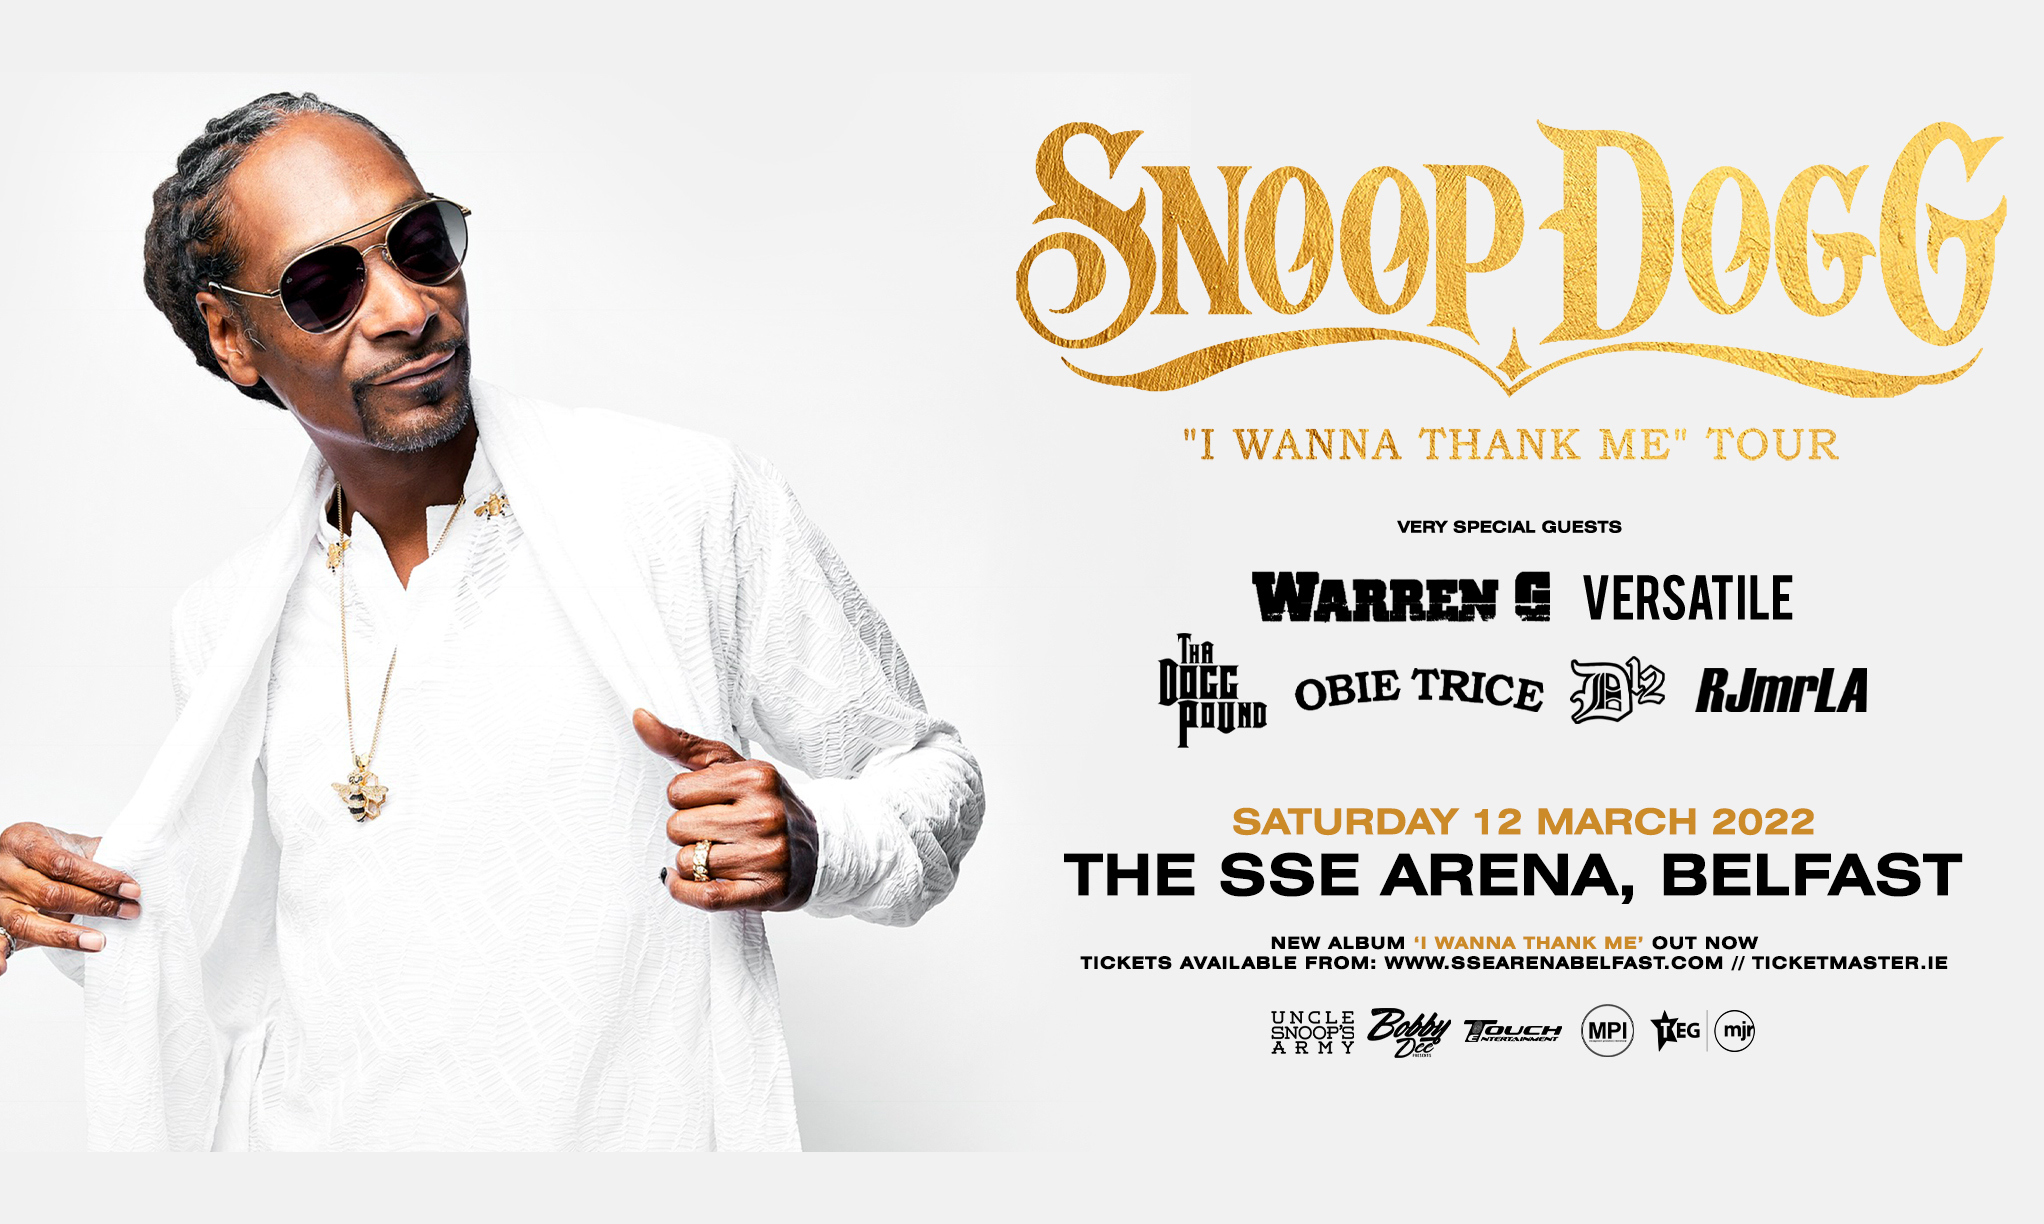 SNOOP DOGG
"I WANNA THANK ME" TOUR
VERY SPECIAL GUESTS
WARREN G VERSATILE
THA DOGG POUND OBIE TRICE D12 RJmrLA
SATURDAY 12 MARCH 2022
THE SSE ARENA, BELFAST
NEW ALBUM ‘I WANNA THANK ME’ OUT NOW
TICKETS AVAILABLE FROM: WWW.SSEARENABELFAST.COM // TICKETMASTER.IE
UNCLE SNOOP'S ARMY Bobby Dee PRESENTS TOUCH ENTERTAINMENT MPI TEG mjr